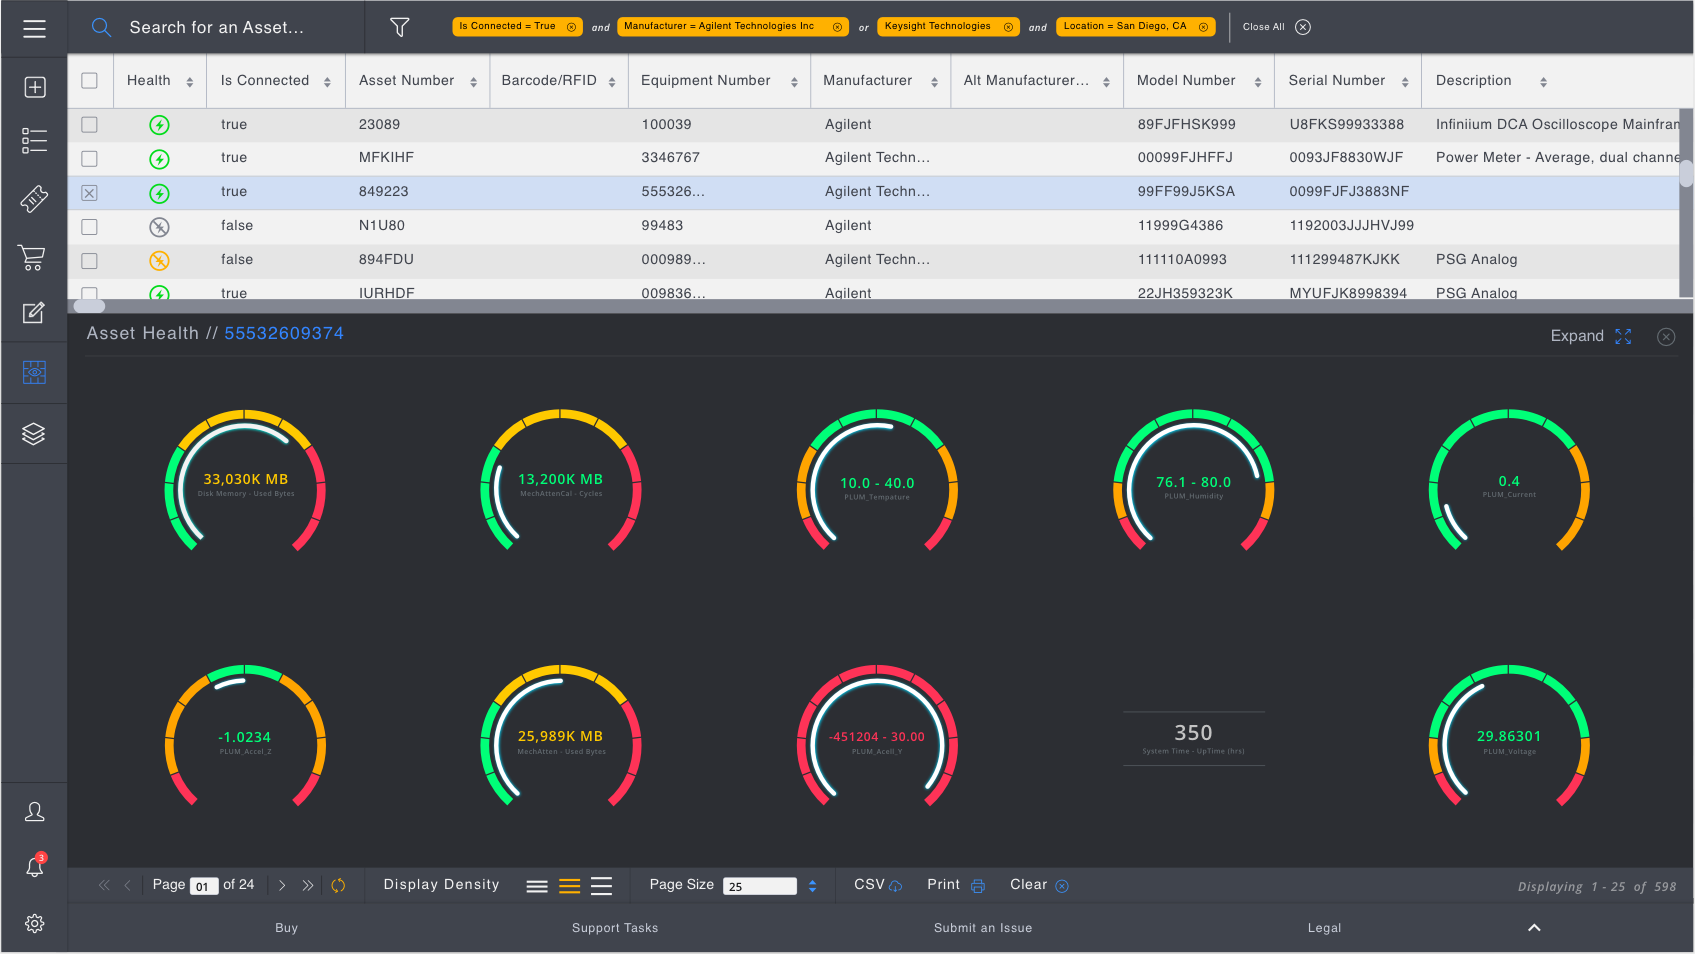 Search for an Asset...
Is Connected = True and Manufacturer = Agilent Technologies Inc or Keysight Technologies and Location = San Diego, CA Close All
Health Is Connected Asset Number Barcode/RFID Equipment Number Manufacturer Alt Manufacturer... Model Number Serial Number Description
true 23089 100039 Agilent 89FJFHSK999 U8FKS99933388 Infiniium DCA Oscilloscope Mainfran
true MFKIHF 3346767 Agilent Techn... 00099FJHFFJ 0093JF8830WJF Power Meter - Average, dual channe
true 849223 555326... Agilent Techn... 99FF99J5KSA 0099FJFJ3883NF
false N1U80 99483 Agilent 11999G4386 1192003JJJHVJ99
false 894FDU 000989... Agilent Techn... 111110A0993 111299487KJKK PSG Analog
true IURHDF 009836... Agilent 22JH359323K MYUFJK8998394 PSG Analog
Asset Health // 55532609374
Expand
33,030K MB
Disk Memory - Used Bytes
13,200K MB
MechAttenCal - Cycles
10.0 - 40.0
PLUM_Tempature
76.1 - 80.0
PLUM_Humidity
0.4
PLUM_Current
-1.0234
PLUM_Accel_Z
25,989K MB
MechAtten - Used Bytes
-451204 - 30.00
PLUM_Acell_Y
350
System Time - UpTime (hrs)
29.86301
PLUM_Voltage
3
Page 01 of 24 Display Density Page Size 25 CSV Print Clear Displaying 1 - 25 of 598
Buy Support Tasks Submit an Issue Legal